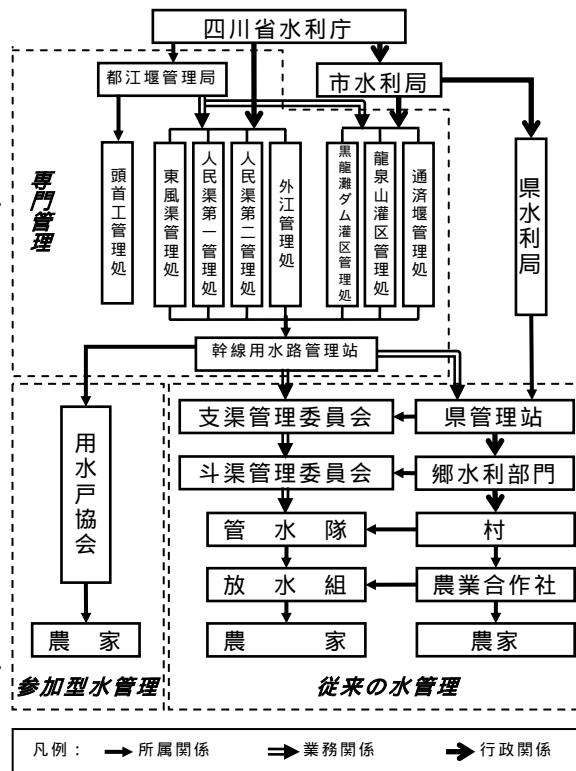 四川省水利庁
都江堰管理局
市水利局
専門管理
頭首工管理処
東風渠管理処
人民渠第一管理処
人民渠第二管理処
外江管理処
黒龍灘ダム灌区管理処
龍泉山灌区管理処
通済堰管理処
県水利局
幹線用水路管理站
用水戸協会
支渠管理委員会
県管理站
斗渠管理委員会
郷水利部門
管水隊
村
放水組
農業合作社
農家
農家
農家
参加型水管理
従来の水管理
凡例： 所属関係 業務関係 行政関係